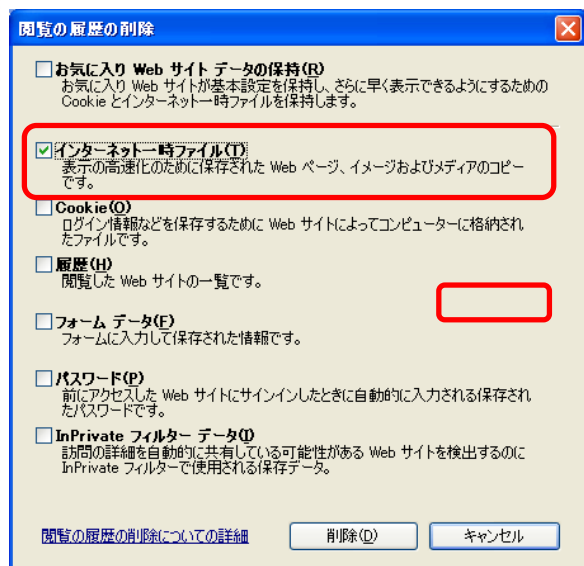 閲覧の履歴の削除
お気に入り Web サイト データの保持(R)
お気に入り Web サイトが基本設定を保持し、さらに早く表示できるようにするための
Cookie とインターネット一時ファイルを保持します。
インターネット一時ファイル(T)
表示の高速化のために保存された Web ページ、イメージおよびメディアのコピー
です。
Cookie(O)
ログイン情報などを保存するために Web サイトによってコンピューターに格納され
たファイルです。
履歴(H)
閲覧した Web サイトの一覧です。
フォーム データ(F)
フォームに入力して保存された情報です。
パスワード(P)
前にアクセスした Web サイトにサインインしたときに自動的に入力される保存され
たパスワードです。
InPrivate フィルター データ(I)
訪問の詳細を自動的に共有している可能性がある Web サイトを検出するのに
InPrivate フィルターで使用される保存データ。
閲覧の履歴の削除についての詳細
削除(D)
キャンセル